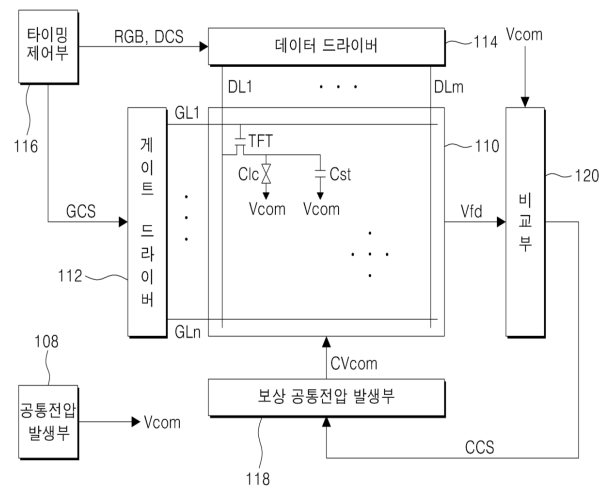 타이밍
제어부
RGB, DCS
데이터 드라이버
114
Vcom
116
DL1
DLm
GL1
게이트 드라이버
TFT
110
Clc
Cst
120
Vcom
Vcom
비교부
GCS
Vfd
112
GLn
108
CVcom
공통전압
발생부
Vcom
보상 공통전압 발생부
118
CCS